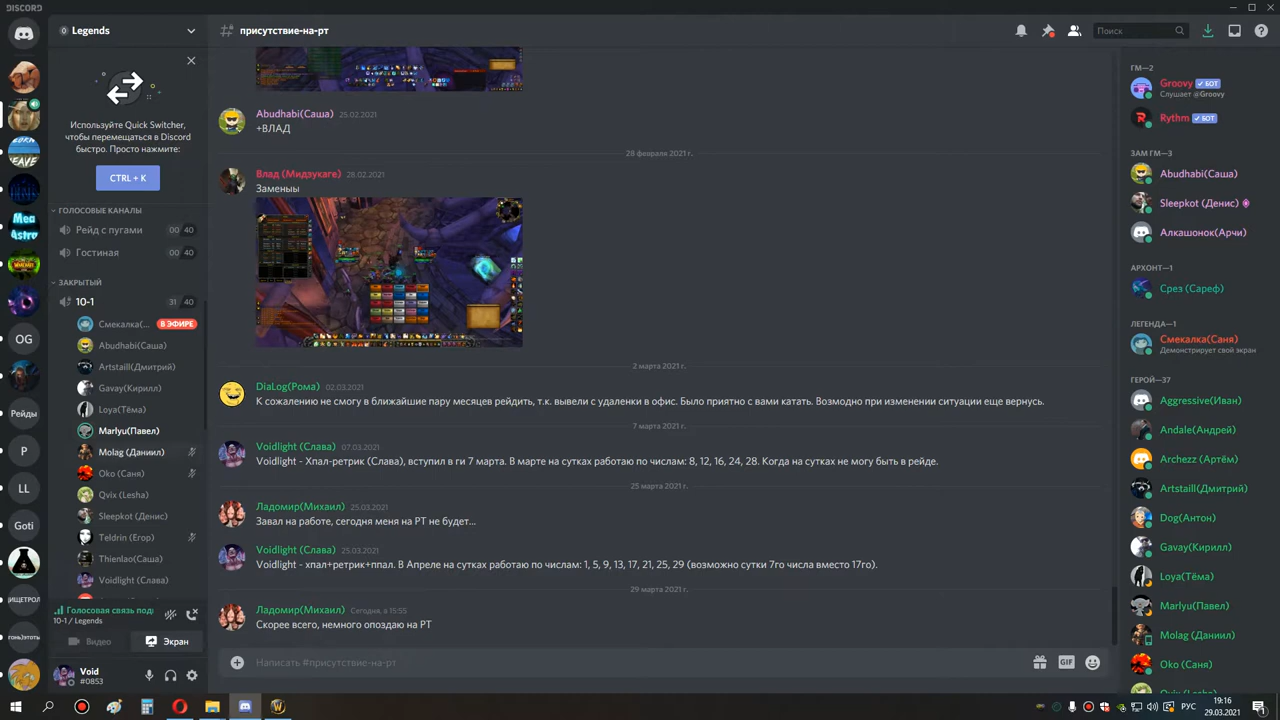 DISCORD
Legends
присутствие-на-рт
Поиск
Используйте Quick Switcher,
чтобы перемещаться в Discord
быстро. Просто нажмите:
CTRL + K
ГОЛОСОВЫЕ КАНАЛЫ
Рейд с пугами 00 40
Гостиная 00 40
ЗАКРЫТЫЙ
10-1 31 40
Смекалка(... В ЭФИРЕ
Abudhabi(Саша)
Artstaill(Дмитрий)
Gavay(Кирилл)
Loya(Тёма)
Marlyu(Павел)
Molag (Даниил)
Oko (Саня)
Qvix (Lesha)
Sleepkot (Денис)
Teldrin (Егор)
Thienlao(Саша)
Voidlight (Слава)
Голосовая связь под
10-1 / Legends
Видео
Экран
Void
#0853
Mea
Astro
OG
Рейды
P
LL
Goti
Abudhabi(Саша) 25.02.2021
+ВЛАД
28 февраля 2021 г.
Влад (Мидзукаге) 28.02.2021
Заменыы
2 марта 2021 г.
DiaLog(Рома) 02.03.2021
К сожалению не смогу в ближайшие пару месяцев рейдить, т.к. вывели с удаленки в офис. Было приятно с вами катать. Возмодно при изменении ситуации еще вернусь.
7 марта 2021 г.
Voidlight (Слава) 07.03.2021
Voidlight - Хпал-ретрик (Слава), вступил в ги 7 марта. В марте на сутках работаю по числам: 8, 12, 16, 24, 28. Когда на сутках не могу быть в рейде.
25 марта 2021 г.
Ладомир(Михаил) 25.03.2021
Завал на работе, сегодня меня на РТ не будет...
Voidlight (Слава) 25.03.2021
Voidlight - хпал+ретрик+ппал. В Апреле на сутках работаю по числам: 1, 5, 9, 13, 17, 21, 25, 29 (возможно сутки 7го числа вместо 17го).
29 марта 2021 г.
Ладомир(Михаил) Сегодня, в 15:55
Скорее всего, немного опоздаю на РТ
Написать #присутствие-на-рт
GIF
ГМ—2
Groovy БОТ
Слушает @Groovy
Rythm БОТ
ЗАМ ГМ—3
Abudhabi(Саша)
Sleepkot (Денис)
Алкашонок(Арчи)
АРХОНТ—1
Срез (Сареф)
ЛЕГЕНДА—1
Смекалка(Саня)
Демонстрирует свой экран
ГЕРОЙ—37
Aggressive(Иван)
Andale(Андрей)
Archezz (Артём)
Artstaill(Дмитрий)
Dog(Антон)
Gavay(Кирилл)
Loya(Тёма)
Marlyu(Павел)
Molag (Даниил)
Oko (Саня)
РУС
19:16
29.03.2021